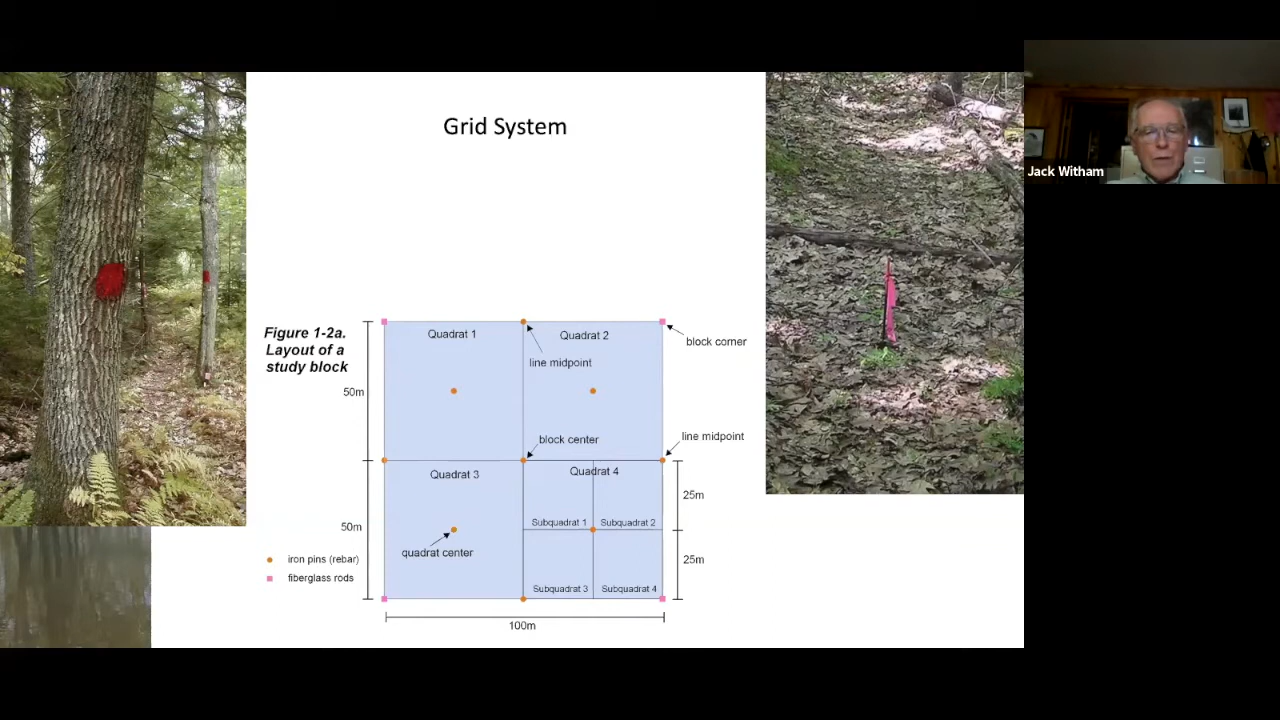 Grid System
Jack Witham
Figure 1-2a.
Layout of a
study block
Quadrat 1
Quadrat 2
line midpoint
block corner
50m
block center
line midpoint
Quadrat 3
Quadrat 4
25m
Subquadrat 1
Subquadrat 2
50m
quadrat center
25m
iron pins (rebar)
fiberglass rods
Subquadrat 3
Subquadrat 4
100m